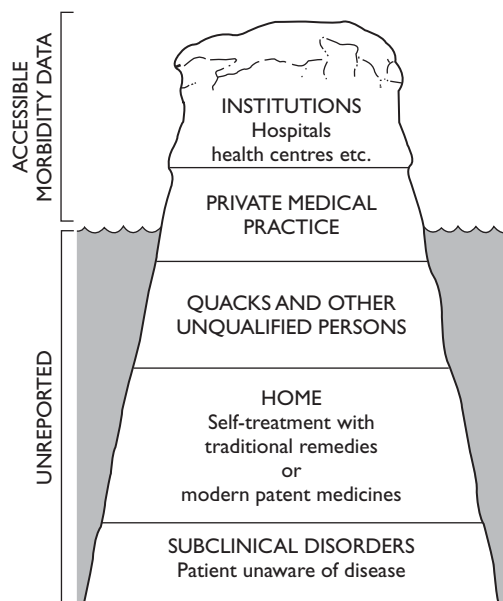 ACCESSIBLE
MORBIDITY DATA
INSTITUTIONS
Hospitals
health centres etc.
PRIVATE MEDICAL
PRACTICE
UNREPORTED
QUACKS AND OTHER
UNQUALIFIED PERSONS
HOME
Self-treatment with
traditional remedies
or
modern patent medicines
SUBCLINICAL DISORDERS
Patient unaware of disease